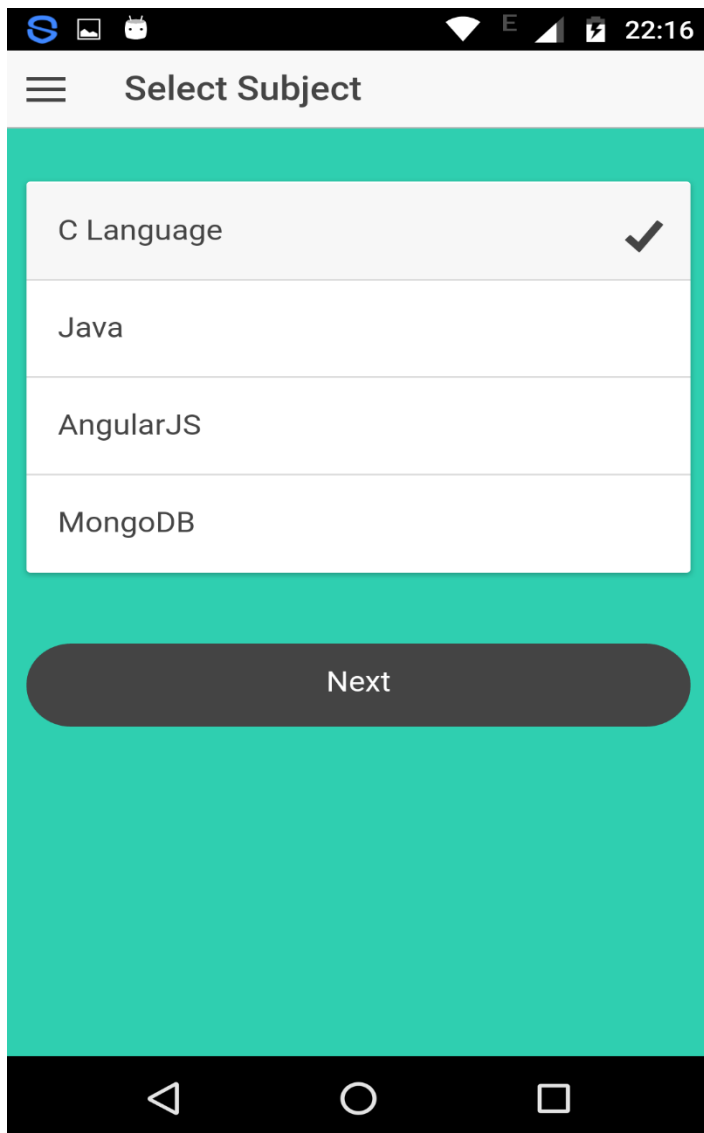 E 22:16
Select Subject
C Language
Java
AngularJS
MongoDB
Next